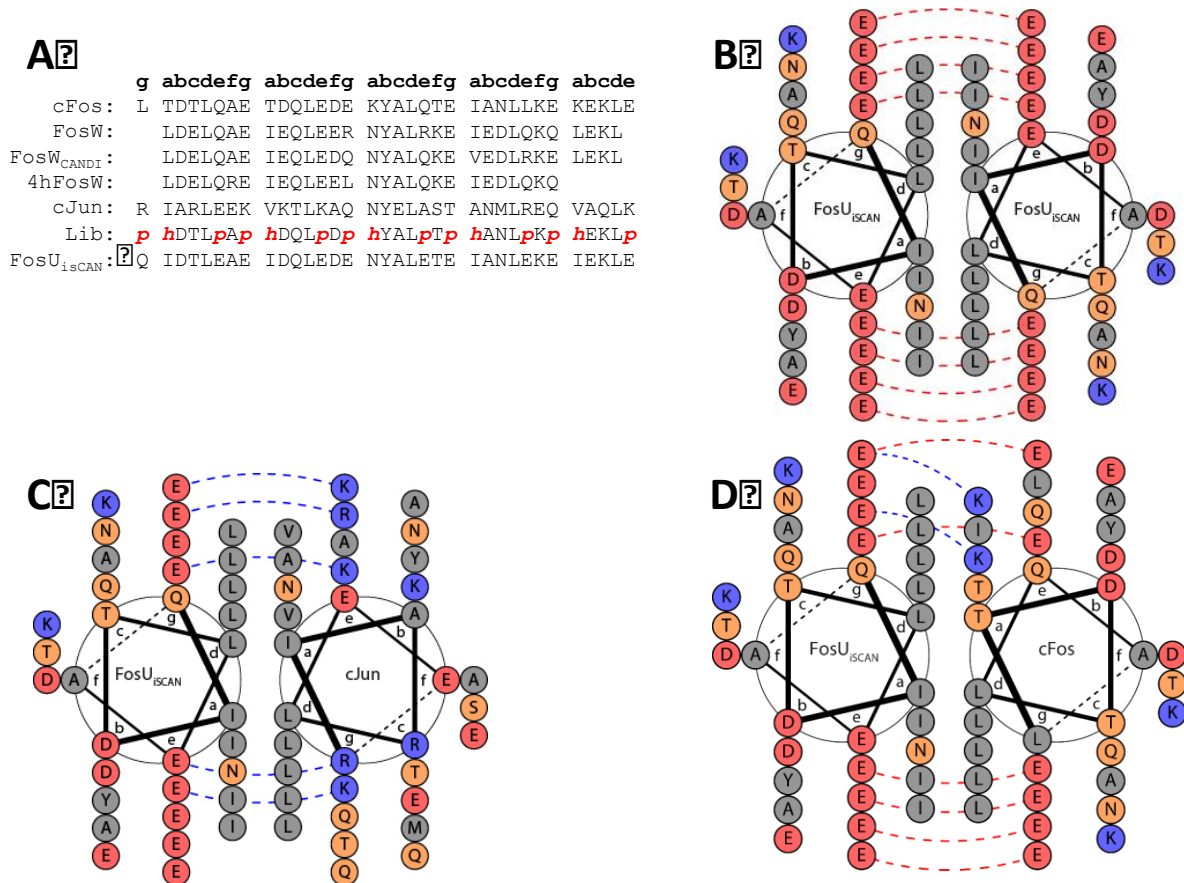 A
g abcdefg abcdefg abcdefg abcdefg abcde
cFos: L TDTLQAE TDQLEDE KYALQTE IANLLKE KEKLE
FosW: LDELQAE IEQLEER NYALRKE IEDLQKQ LEKL
FosWCANDI: LDELQAE IEQLEDQ NYALQKE VEDLRKE LEKL
4hFosW: LDELQRE IEQLEEL NYALQKE IEDLQKQ
cJun: R IARLEEK VKTLKAQ NYELAST ANMLREQ VAQLK
Lib: p hDTLpAp hDQLpDp hYALpTp hANLpKp hEKLp
FosUisCAN: Q IDTLEAE IDQLEDE NYALETE IANLEKE IEKLE
B
K N A Q T
E E E E Q
L L L L L
I I N I I
E E E E E
E A Y D D
K T D A
c g d f a b e
FosUiSCAN
FosUiSCAN
e b a f d g c
A D T K
D D Y A E
E E E E E
I I N I I
L L L L L
Q E E E E
T Q A N K
C
K N A Q T
E E E E Q
L L L L L
V A N V I
K R A K E
A N Y K A
K T D A
c g d f a b e
FosUiSCAN
cJun
e b a f d g c
E A S E
D D Y A E
E E E E E
I I N I I
L L L L L
R K Q T Q
R T E M Q
D
K N A Q T
E E E E Q
L L L L L
K I K T T
E L Q E Q
E A Y D D
K T D A
c g d f a b e
FosUiSCAN
cFos
e b a f d g c
A D T K
D D Y A E
E E E E E
I I N I I
L L L L L
L E E E E
T Q A N K